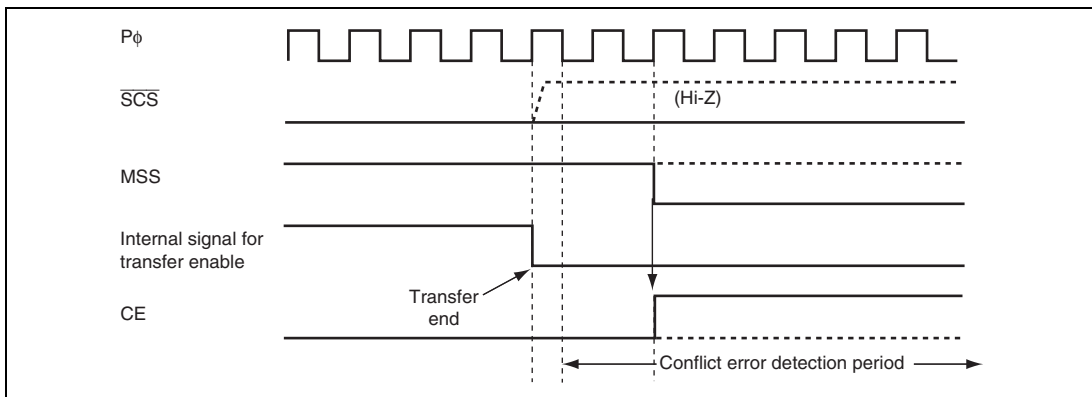 Pϕ
SCS
(Hi-Z)
MSS
Internal signal for
transfer enable
Transfer
end
CE
Conflict error detection period